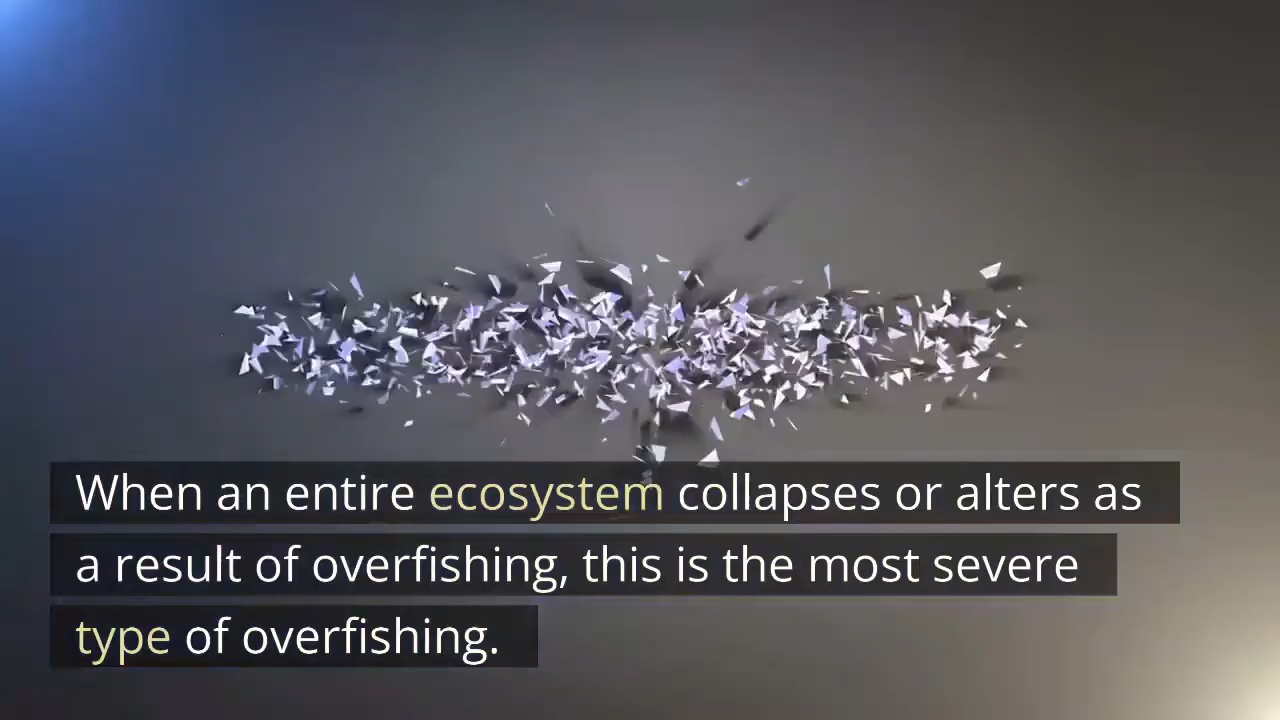 When an entire ecosystem collapses or alters as
a result of overfishing, this is the most severe
type of overfishing.